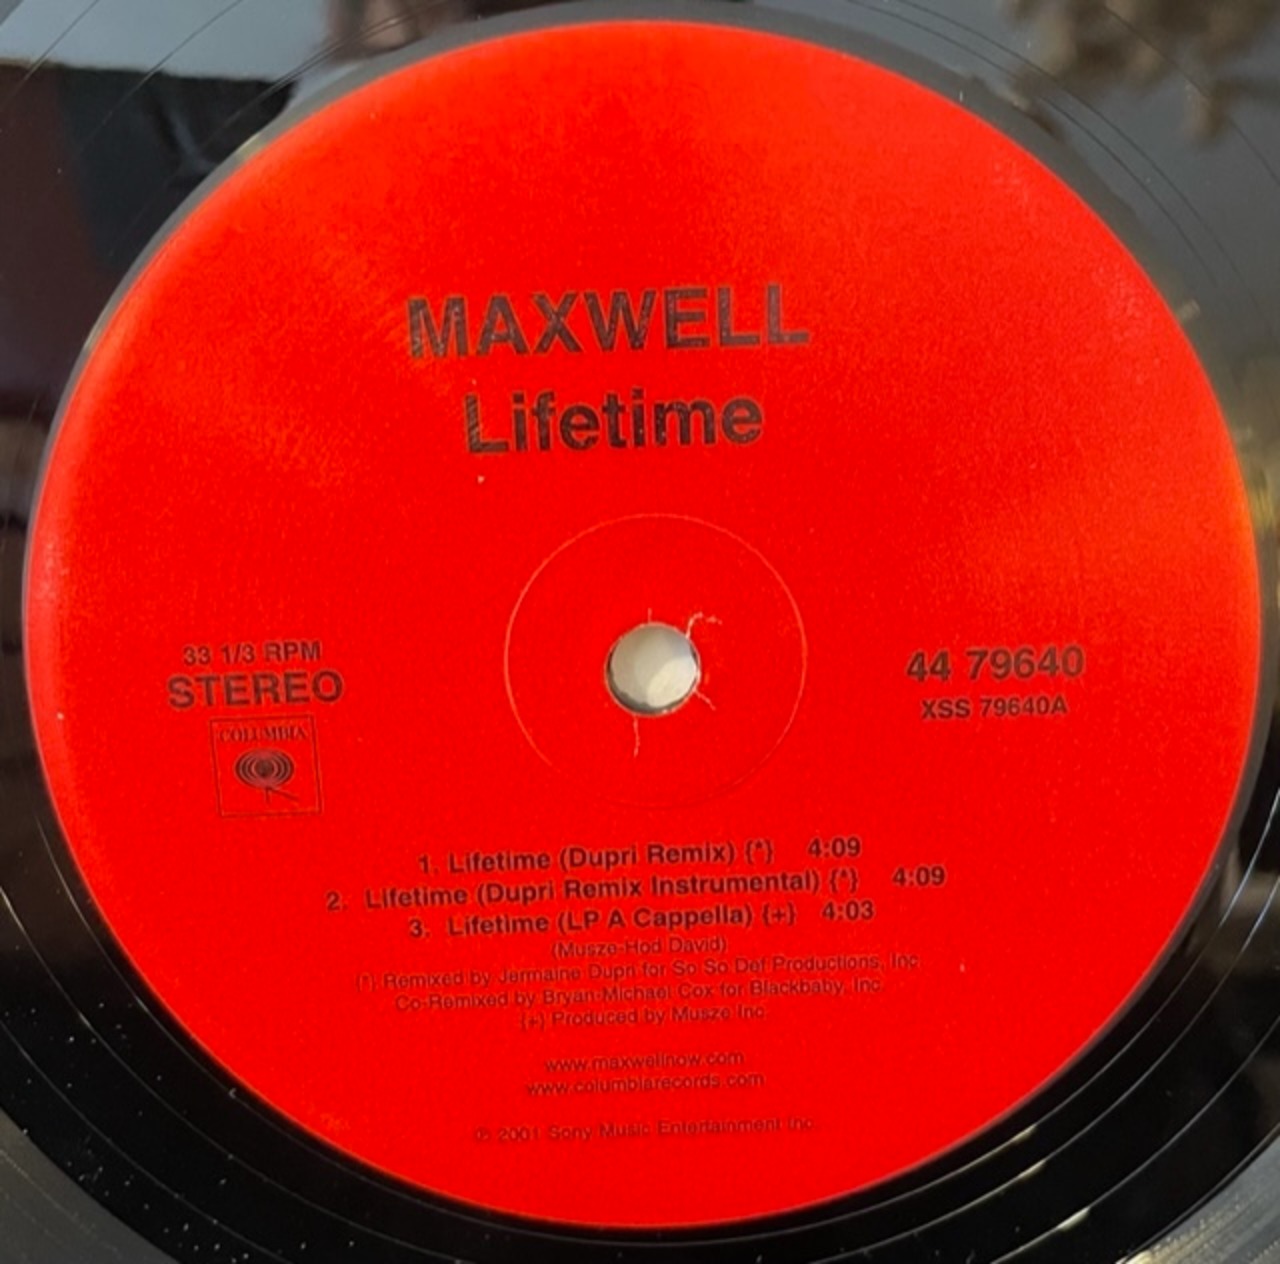 MAXWELL
Lifetime
33 1/3 RPM
STEREO
COLUMBIA
44 79640
XSS 79640A
1. Lifetime (Dupri Remix) {*} 4:09
2. Lifetime (Dupri Remix Instrumental) {*} 4:09
3. Lifetime (LP A Cappella) {+} 4:03
(Musze-Hod David)
{*} Remixed by Jermaine Dupri for So So Def Productions, Inc.
Co-Remixed by Bryan-Michael Cox for Blackbaby, Inc.
{+} Produced by Musze Inc.
www.maxwellnow.com
www.columbiarecords.com
℗ 2001 Sony Music Entertainment Inc.